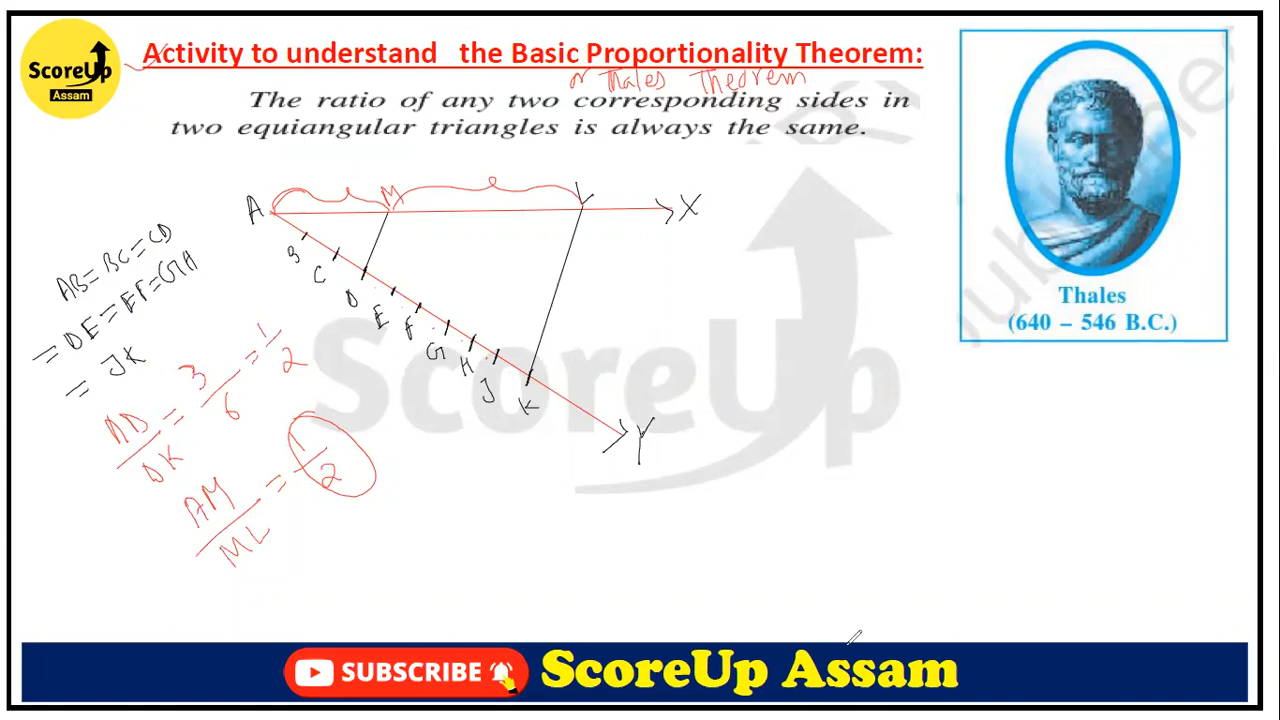 ScoreUp
Assam
Activity to understand the Basic Proportionality Theorem:
or Thales Theorem
The ratio of any two corresponding sides in
two equiangular triangles is always the same.
Thales
(640 – 546 B.C.)
A
M
L
X
B
C
D
E
F
G
H
J
K
Y
AB = BC = CD
= DE = EF = GH
= JK
AD/DK = 3/6 = 1/2
AM/ML = 1/2
ScoreUp
SUBSCRIBE
ScoreUp Assam